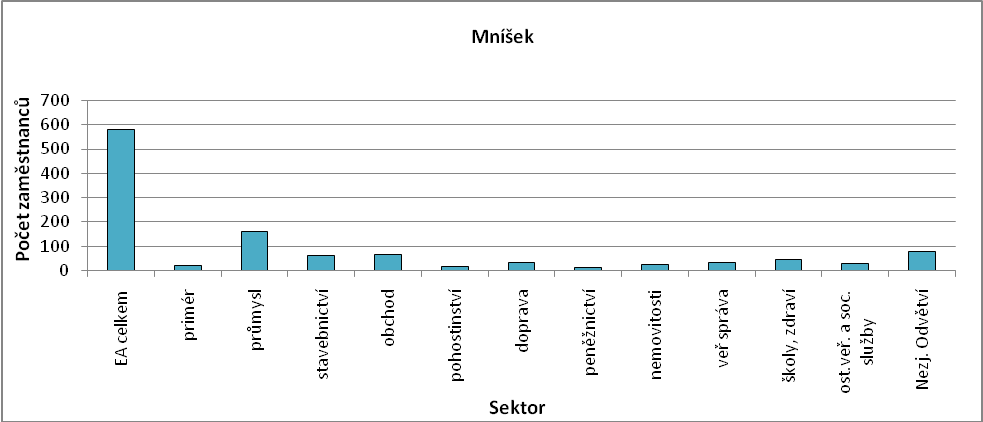 Mníšek
Počet zaměstnanců
700
600
500
400
300
200
100
0
EA celkem
primér
průmysl
stavebnictví
obchod
pohostinství
doprava
peněžnictví
nemovitosti
veř správa
školy, zdraví
ost. veř. a soc.
služby
Nezj. Odvětví
Sektor